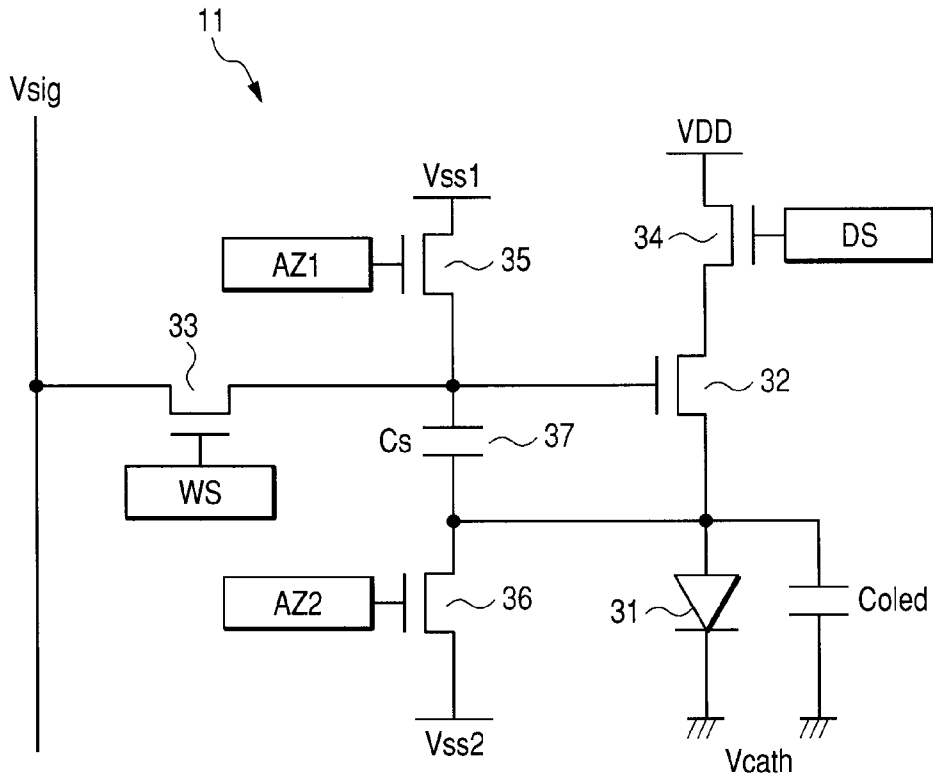 11
Vsig
VDD
Vss1
34
DS
AZ1
35
33
32
Cs
37
WS
AZ2
36
31
Coled
Vss2
Vcath